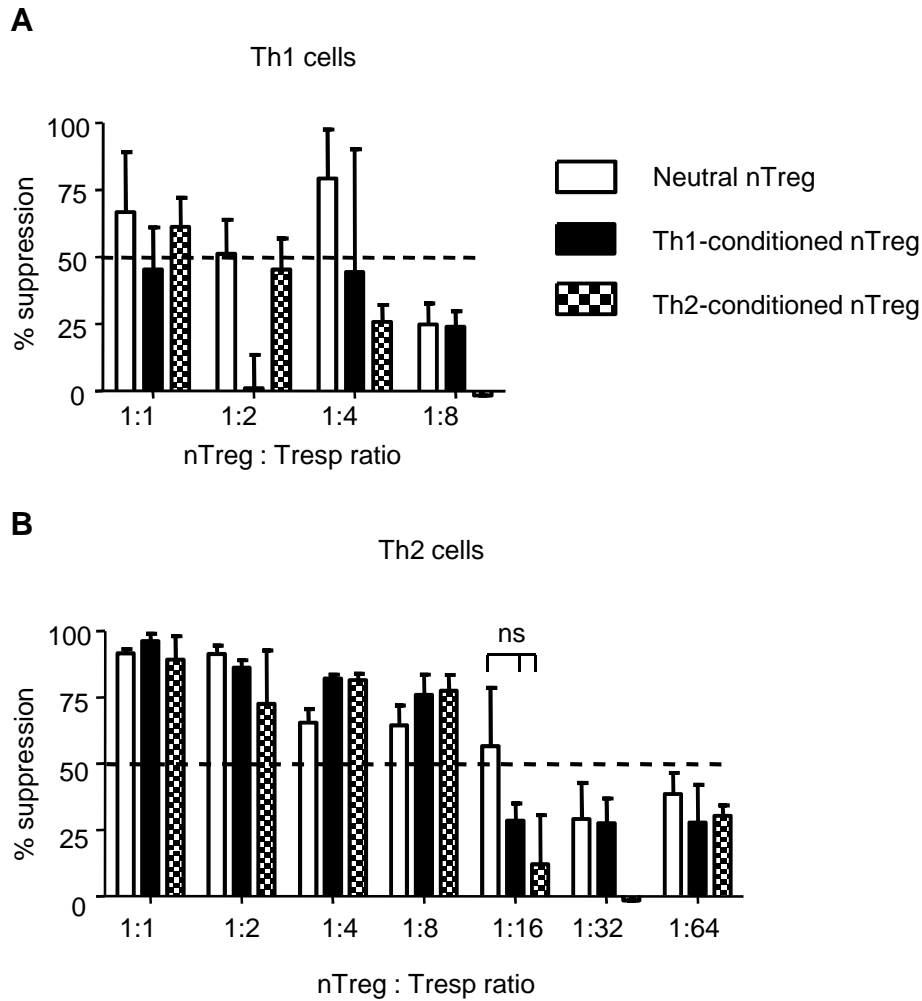 A
Th1 cells
100
75
50
25
0
% suppression
1:1 1:2 1:4 1:8
nTreg : Tresp ratio
Neutral nTreg
Th1-conditioned nTreg
Th2-conditioned nTreg
B
Th2 cells
100
75
50
25
0
% suppression
ns
1:1 1:2 1:4 1:8 1:16 1:32 1:64
nTreg : Tresp ratio